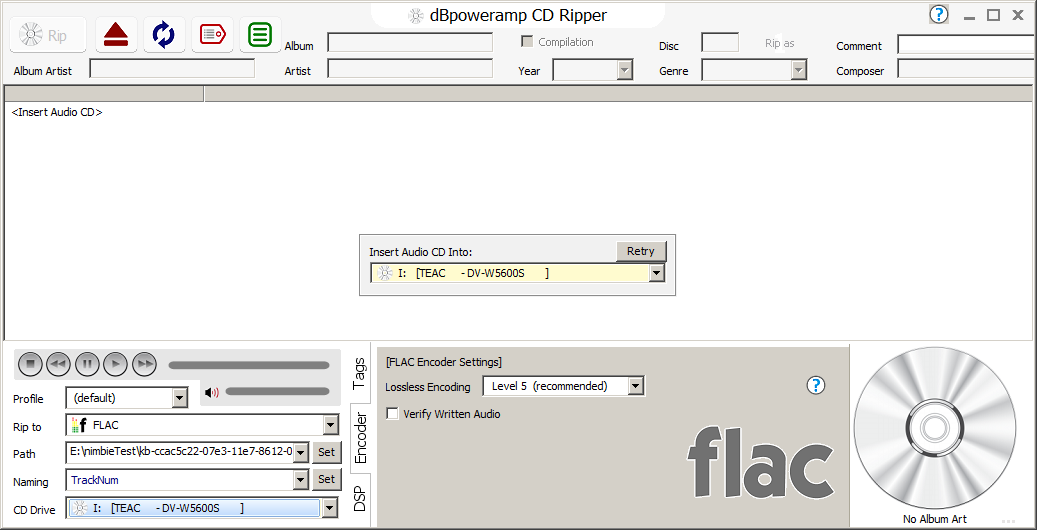 dBpoweramp CD Ripper
?
Rip
Album
Compilation
Disc
Rip as
Comment
Album Artist
Artist
Year
Genre
Composer
<Insert Audio CD>
Insert Audio CD Into:
Retry
I: [TEAC - DV-W5600S ]
Profile
(default)
Rip to
FLAC
Path
E:\nimbieTest\kb-ccac5c22-07e3-11e7-8612-0
Set
Naming
TrackNum
Set
CD Drive
I: [TEAC - DV-W5600S ]
Tags
Encoder
DSP
[FLAC Encoder Settings]
Lossless Encoding
Level 5 (recommended)
?
Verify Written Audio
flac
No Album Art
...